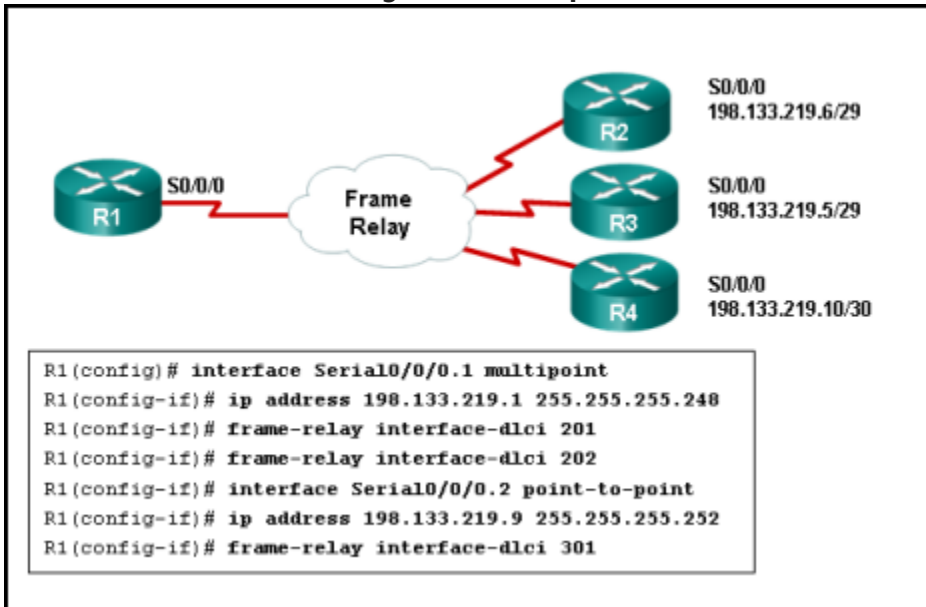 S0/0/0
198.133.219.6/29
R2
S0/0/0
R1
Frame
Relay
S0/0/0
198.133.219.5/29
R3
S0/0/0
198.133.219.10/30
R4
R1(config)# interface Serial0/0/0.1 multipoint
R1(config-if)# ip address 198.133.219.1 255.255.255.248
R1(config-if)# frame-relay interface-dlci 201
R1(config-if)# frame-relay interface-dlci 202
R1(config-if)# interface Serial0/0/0.2 point-to-point
R1(config-if)# ip address 198.133.219.9 255.255.255.252
R1(config-if)# frame-relay interface-dlci 301